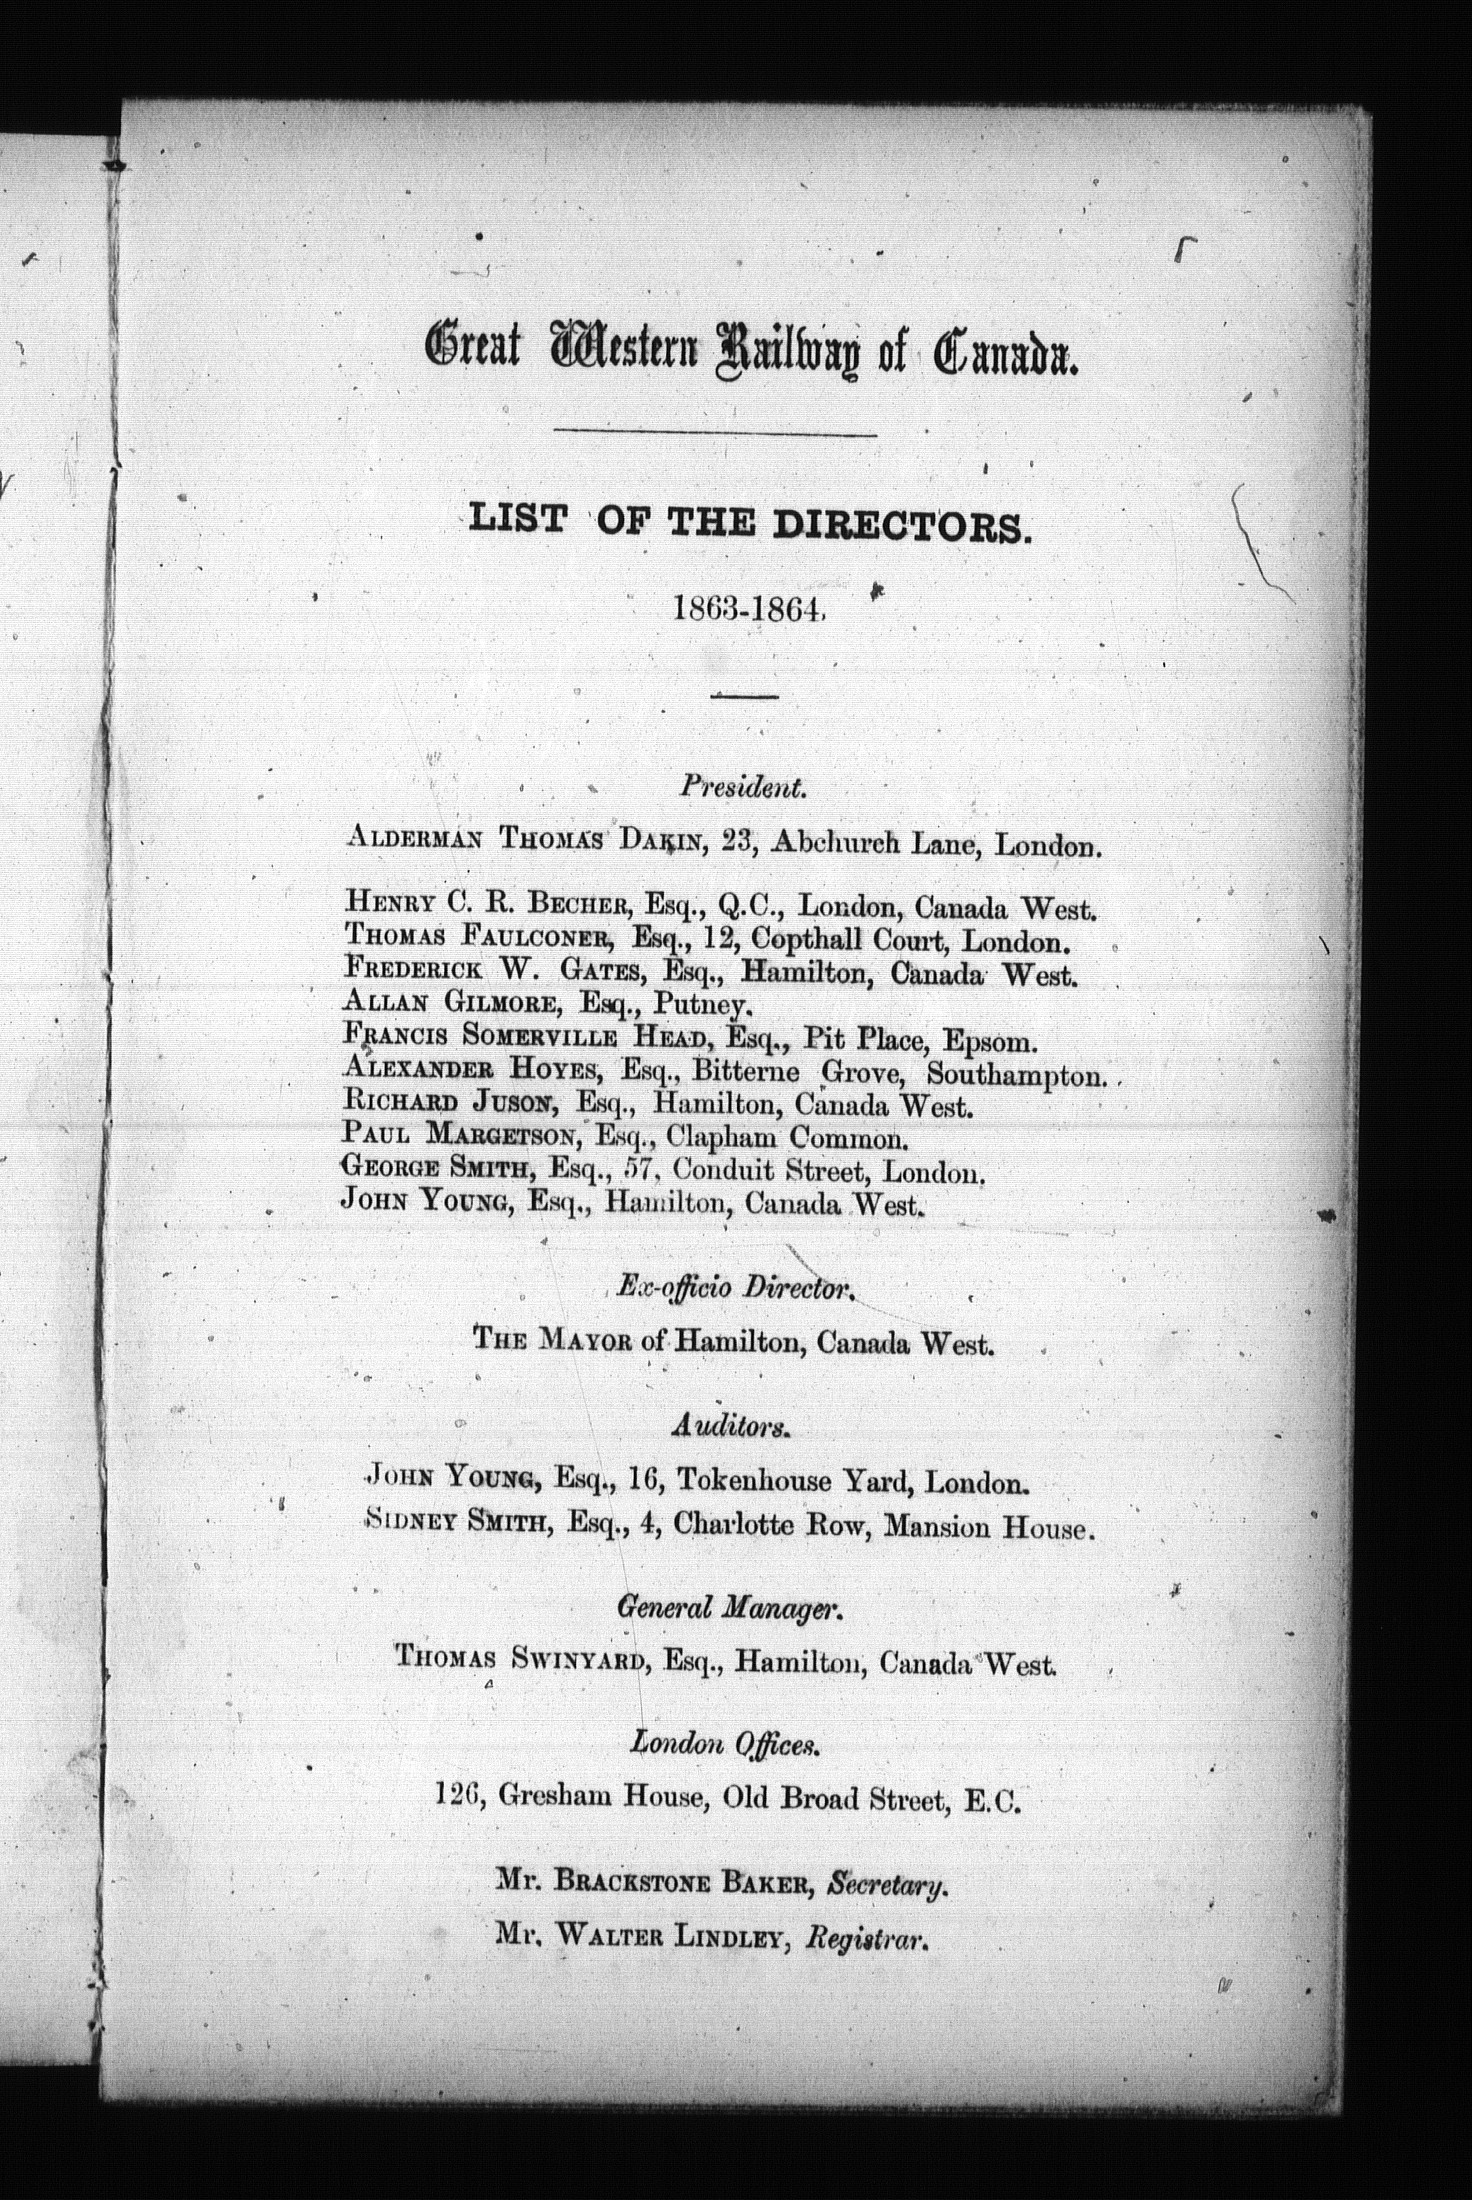 Great Western Railway of Canada.
LIST OF THE DIRECTORS.
1863-1864.
President.
ALDERMAN THOMAS DAKIN, 23, Abchurch Lane, London.
HENRY C. R. BECHER, Esq., Q.C., London, Canada West.
THOMAS FAULCONER, Esq., 12, Copthall Court, London.
FREDERICK W. GATES, Esq., Hamilton, Canada West.
ALLAN GILMORE, Esq., Putney.
FRANCIS SOMERVILLE HEAD, Esq., Pit Place, Epsom.
ALEXANDER HOYES, Esq., Bitterne Grove, Southampton.
RICHARD JUSON, Esq., Hamilton, Canada West.
PAUL MARGETSON, Esq., Clapham Common.
GEORGE SMITH, Esq., 57, Conduit Street, London.
JOHN YOUNG, Esq., Hamilton, Canada West.
Ex-officio Director.
THE MAYOR of Hamilton, Canada West.
Auditors.
JOHN YOUNG, Esq., 16, Tokenhouse Yard, London.
SIDNEY SMITH, Esq., 4, Charlotte Row, Mansion House.
General Manager.
THOMAS SWINYARD, Esq., Hamilton, Canada West.
London Offices.
126, Gresham House, Old Broad Street, E.C.
Mr. BRACKSTONE BAKER, Secretary.
Mr. WALTER LINDLEY, Registrar.